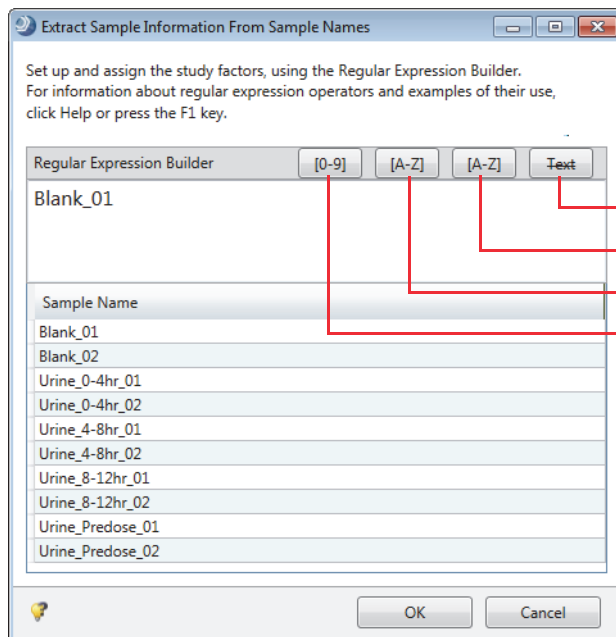 Extract Sample Information From Sample Names
Set up and assign the study factors, using the Regular Expression Builder.
For information about regular expression operators and examples of their use,
click Help or press the F1 key.
Regular Expression Builder [0-9] [A-Z] [A-Z] Text
Blank_01
Sample Name
Blank_01
Blank_02
Urine_0-4hr_01
Urine_0-4hr_02
Urine_4-8hr_01
Urine_4-8hr_02
Urine_8-12hr_01
Urine_8-12hr_02
Urine_Predose_01
Urine_Predose_02
OK Cancel